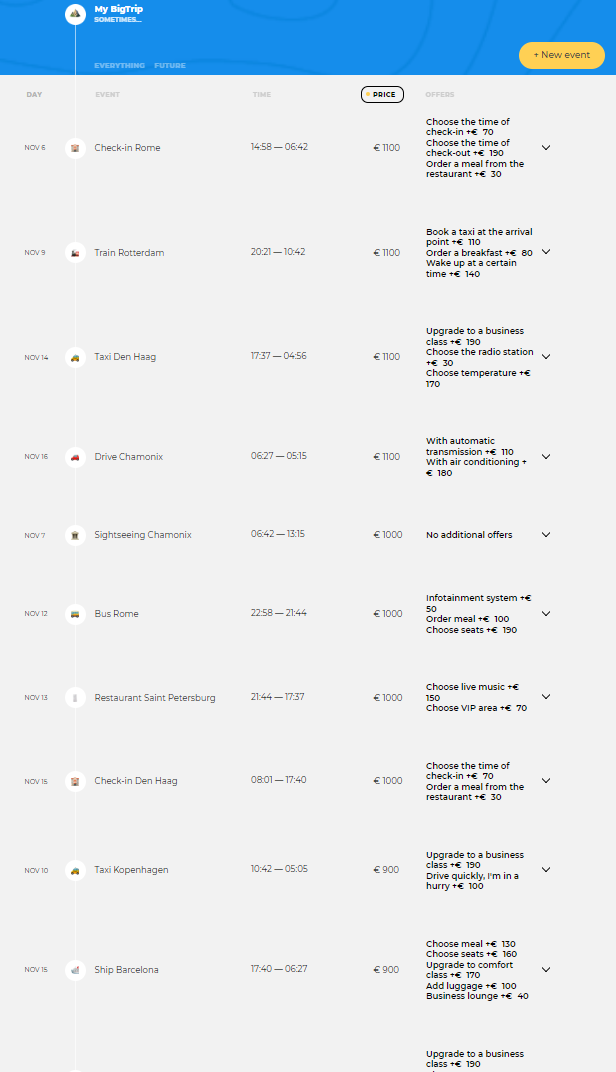 My BigTrip
SOMETIMES...
EVERYTHING FUTURE
+ New event
DAY EVENT TIME PRICE OFFERS
NOV 6 Check-in Rome 14:58 — 06:42 € 1100
Choose the time of
check-in +€ 70
Choose the time of
check-out +€ 190
Order a meal from the
restaurant +€ 30
NOV 9 Train Rotterdam 20:21 — 10:42 € 1100
Book a taxi at the arrival
point +€ 110
Order a breakfast +€ 80
Wake up at a certain
time +€ 140
NOV 14 Taxi Den Haag 17:37 — 04:56 € 1100
Upgrade to a business
class +€ 190
Choose the radio station
+€ 30
Choose temperature +€
170
NOV 16 Drive Chamonix 06:27 — 05:15 € 1100
With automatic
transmission +€ 110
With air conditioning +
€ 180
NOV 7 Sightseeing Chamonix 06:42 — 13:15 € 1000
No additional offers
NOV 12 Bus Rome 22:58 — 21:44 € 1000
Infotainment system +€
50
Order meal +€ 100
Choose seats +€ 190
NOV 13 Restaurant Saint Petersburg 21:44 — 17:37 € 1000
Choose live music +€
150
Choose VIP area +€ 70
NOV 15 Check-in Den Haag 08:01 — 17:40 € 1000
Choose the time of
check-in +€ 70
Order a meal from the
restaurant +€ 30
NOV 10 Taxi Kopenhagen 10:42 — 05:05 € 900
Upgrade to a business
class +€ 190
Drive quickly, I'm in a
hurry +€ 100
NOV 15 Ship Barcelona 17:40 — 06:27 € 900
Choose meal +€ 130
Choose seats +€ 160
Upgrade to comfort
class +€ 170
Add luggage +€ 100
Business lounge +€ 40
Upgrade to a business
class +€ 190